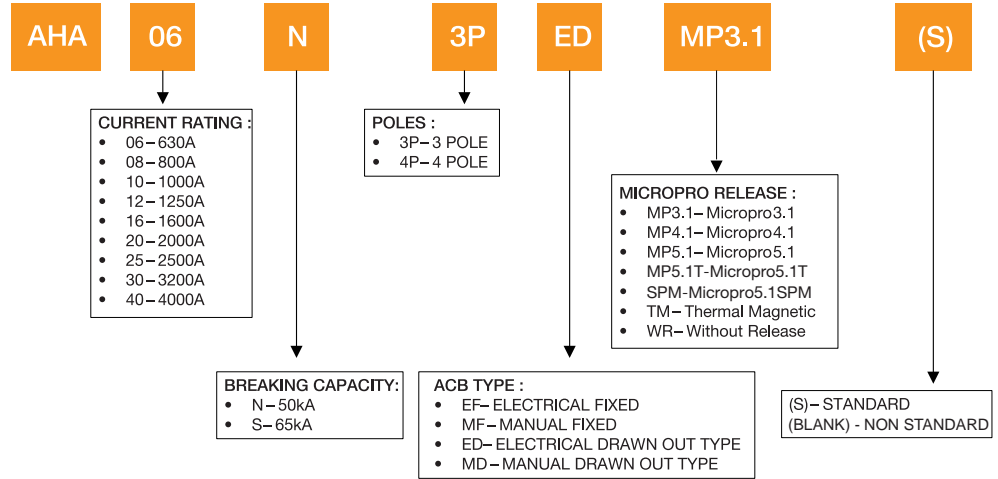 AHA 06 N 3P ED MP3.1 (S)
CURRENT RATING :
• 06–630A
• 08–800A
• 10–1000A
• 12–1250A
• 16–1600A
• 20–2000A
• 25–2500A
• 30–3200A
• 40–4000A
POLES :
• 3P–3 POLE
• 4P–4 POLE
MICROPRO RELEASE :
• MP3.1–Micropro3.1
• MP4.1–Micropro4.1
• MP5.1–Micropro5.1
• MP5.1T-Micropro5.1T
• SPM-Micropro5.1SPM
• TM–Thermal Magnetic
• WR–Without Release
BREAKING CAPACITY:
• N–50kA
• S–65kA
ACB TYPE :
• EF–ELECTRICAL FIXED
• MF–MANUAL FIXED
• ED–ELECTRICAL DRAWN OUT TYPE
• MD–MANUAL DRAWN OUT TYPE
(S)–STANDARD
(BLANK) - NON STANDARD